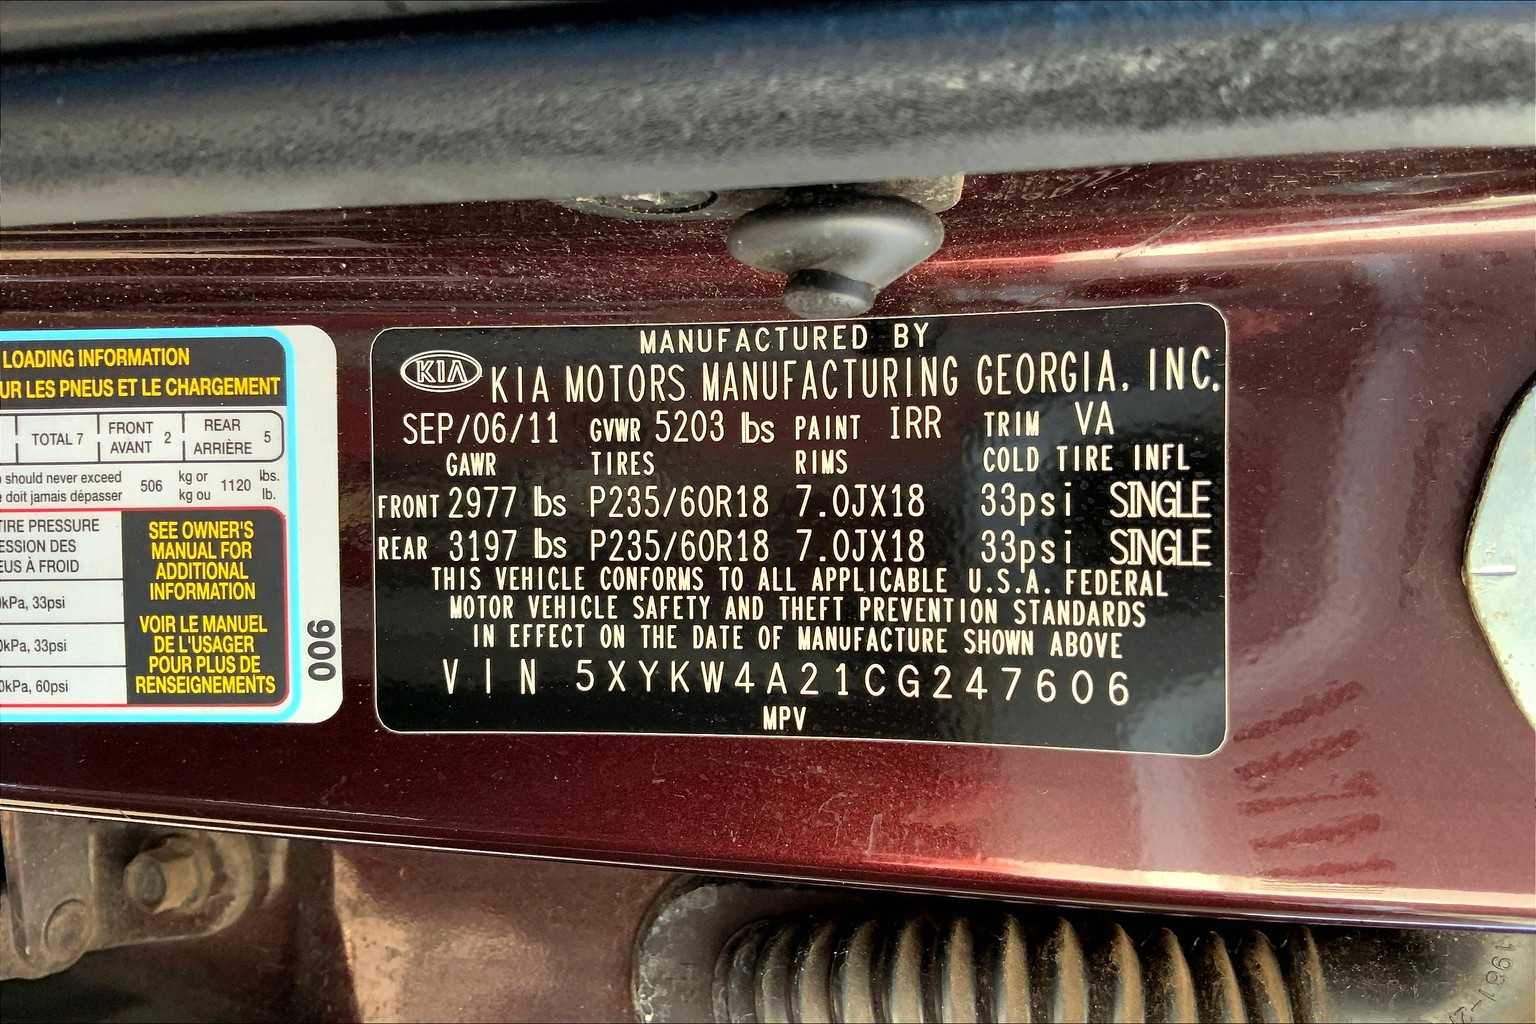 LOADING INFORMATION
UR LES PNEUS ET LE CHARGEMENT
TOTAL 7 FRONT AVANT 2 REAR ARRIÈRE 5
should never exceed kg or lbs.
doit jamais dépasser 506 kg ou 1120 lb.
TIRE PRESSURE
ESSION DES
EUS À FROID
kPa, 33psi
0kPa, 33psi
0kPa, 60psi
SEE OWNER'S
MANUAL FOR
ADDITIONAL
INFORMATION
VOIR LE MANUEL
DE L'USAGER
POUR PLUS DE
RENSEIGNEMENTS
006
MANUFACTURED BY
KIA KIA MOTORS MANUFACTURING GEORGIA, INC.
SEP/06/11 GVWR 5203 lbs PAINT IRR TRIM VA
GAWR TIRES RIMS COLD TIRE INFL
FRONT 2977 lbs P235/60R18 7.0JX18 33psi SINGLE
REAR 3197 lbs P235/60R18 7.0JX18 33psi SINGLE
THIS VEHICLE CONFORMS TO ALL APPLICABLE U.S.A. FEDERAL
MOTOR VEHICLE SAFETY AND THEFT PREVENTION STANDARDS
IN EFFECT ON THE DATE OF MANUFACTURE SHOWN ABOVE
VIN 5XYKW4A21CG247606
MPV